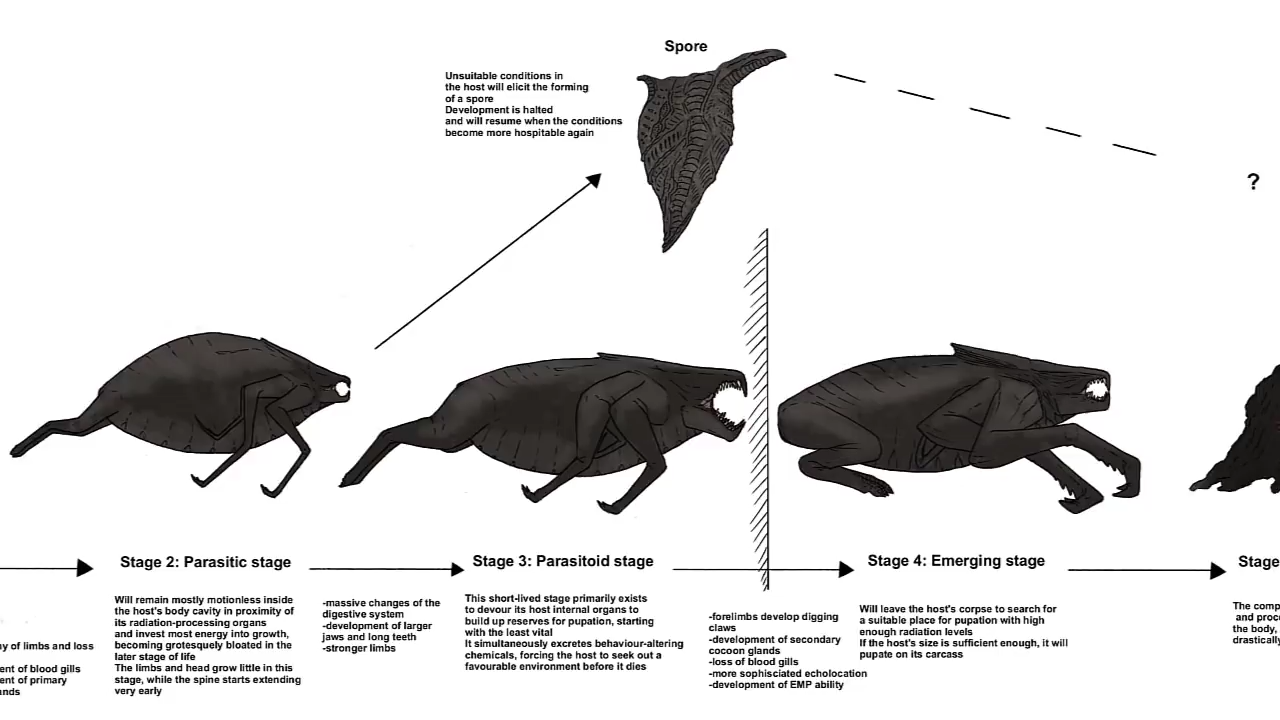 Spore
Unsuitable conditions in
the host will elicit the forming
of a spore
Development is halted
and will resume when the conditions
become more hospitable again
?
Stage 2: Parasitic stage
Stage 3: Parasitoid stage
Stage 4: Emerging stage
Stage
of limbs and loss
of blood gills
of primary
Will remain mostly motionless inside
the host's body cavity in proximity of
its radiation-processing organs
and invest most energy into growth,
becoming grotesquely bloated in the
later stage of life
The limbs and head grow little in this
stage, while the spine starts extending
very early
-massive changes of the
digestive system
-development of larger
jaws and long teeth
-stronger limbs
This short-lived stage primarily exists
to devour its host internal organs to
build up reserves for pupation, starting
with the least vital
It simultaneously excretes behaviour-altering
chemicals, forcing the host to seek out a
favourable environment before it dies
-forelimbs develop digging
claws
-development of secondary
cocoon glands
-loss of blood gills
-more sophisciated echolocation
-development of EMP ability
Will leave the host's corpse to search for
a suitable place for pupation with high
enough radiation levels
If the host's size is sufficient enough, it will
pupate on its carcass
The comp
and proce
the body,
drastically